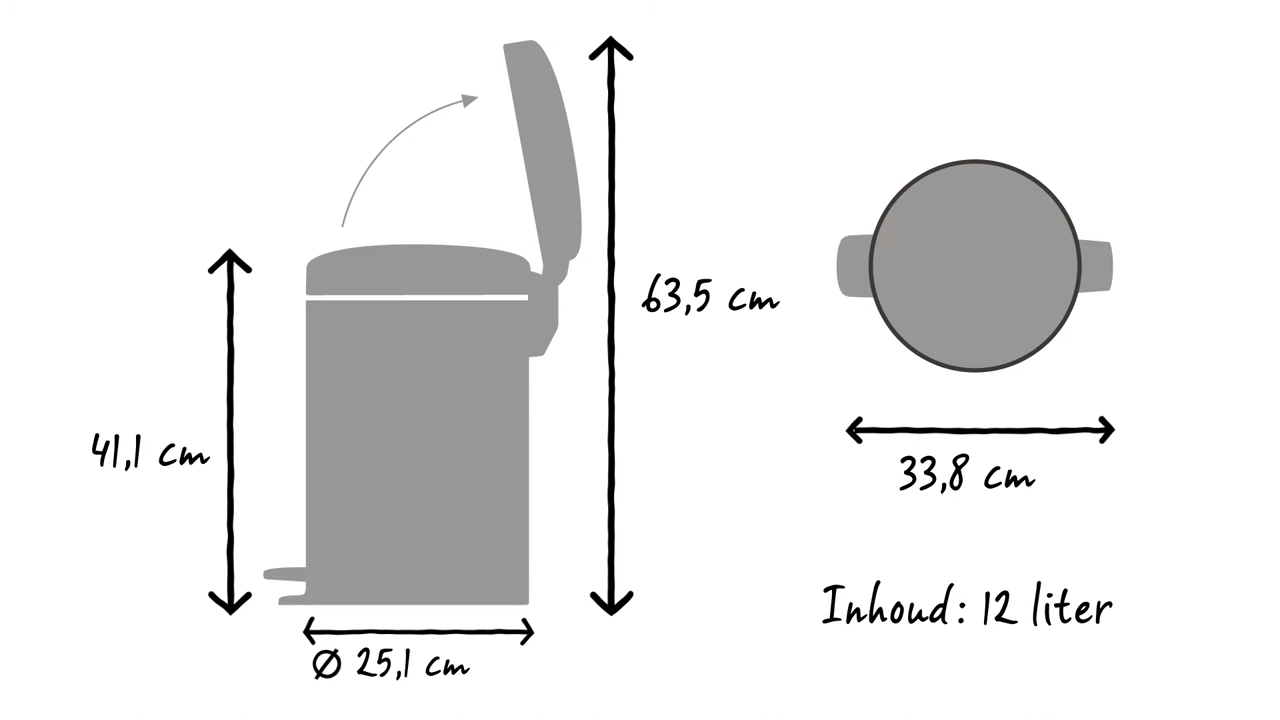 63,5 cm
41,1 cm
33,8 cm
Inhoud: 12 liter
Ø 25,1 cm